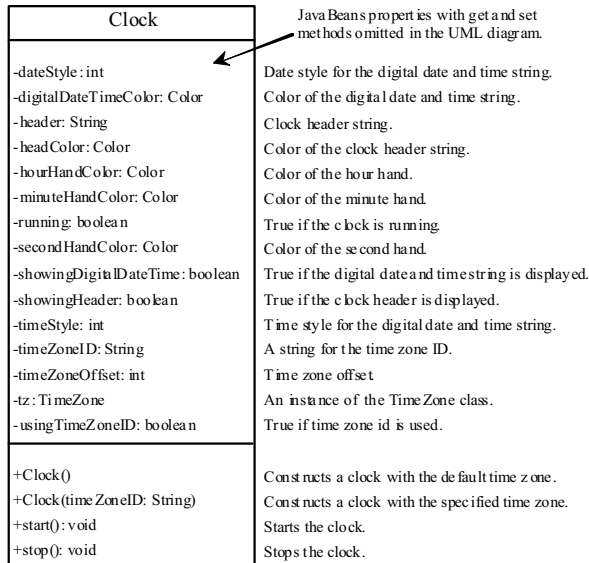 Clock
JavaBeans properties with get and set
methods omitted in the UML diagram.
-dateStyle: int Date style for the digital date and time string.
-digitalDateTimeColor: Color Color of the digital date and time string.
-header: String Clock header string.
-headColor: Color Color of the clock header string.
-hourHandColor: Color Color of the hour hand.
-minuteHandColor: Color Color of the minute hand.
-running: boolean True if the clock is running.
-secondHandColor: Color Color of the second hand.
-showingDigitalDateTime: boolean True if the digital date and time string is displayed.
-showingHeader: boolean True if the clock header is displayed.
-timeStyle: int Time style for the digital date and time string.
-timeZoneID: String A string for the time zone ID.
-timeZoneOffset: int Time zone offset.
-tz: TimeZone An instance of the TimeZone class.
-usingTimeZoneID: boolean True if time zone id is used.
+Clock() Constructs a clock with the default time zone.
+Clock(timeZoneID: String) Constructs a clock with the specified time zone.
+start(): void Starts the clock.
+stop(): void Stops the clock.